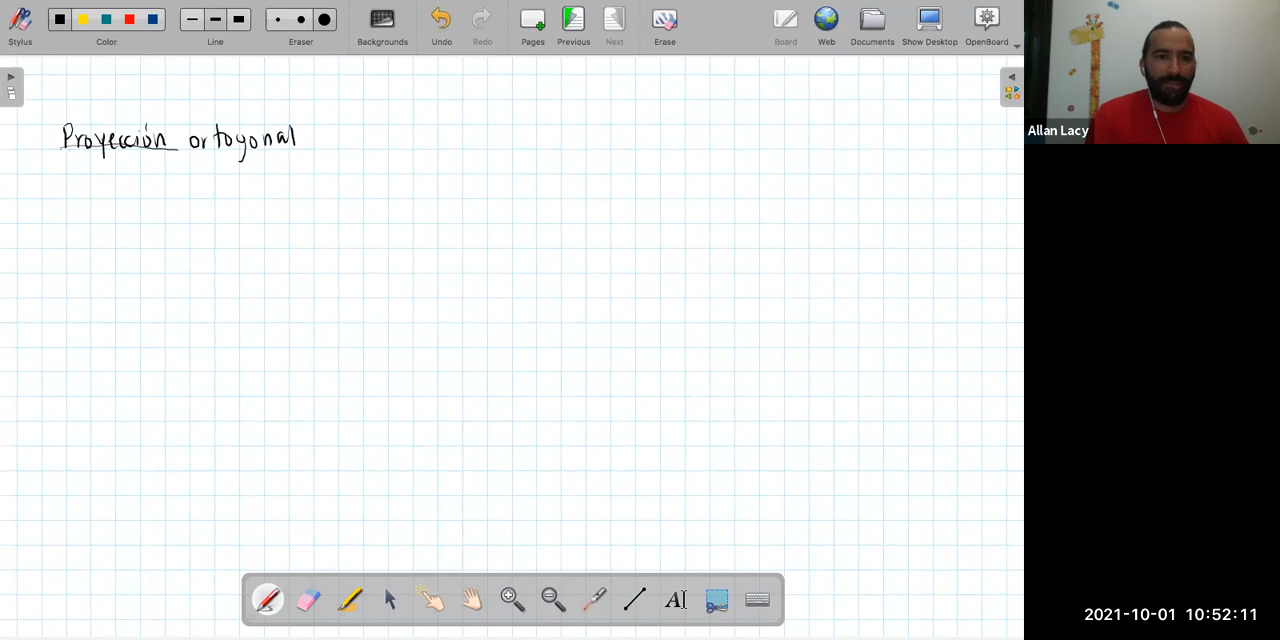 Stylus Color Line Eraser Backgrounds Undo Redo Pages Previous Next Erase Board Web Documents Show Desktop OpenBoard
Allan Lacy
Proyección ortogonal
2021-10-01 10:52:11